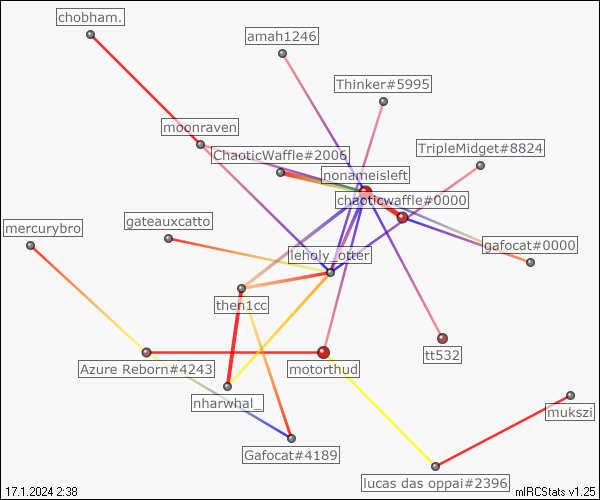 chobham.
amah1246
Thinker#5995
moonraven
ChaoticWaffle#2006
TripleMidget#8824
nonameisleft
chaoticwaffle#0000
mercurybro
gateauxcatto
gafocat#0000
leholy_otter
then1cc
tt532
Azure Reborn#4243
motorthud
nharwhal_
mukszi
Gafocat#4189
lucas das oppai#2396
17.1.2024 2:38
mIRCStats v1.25